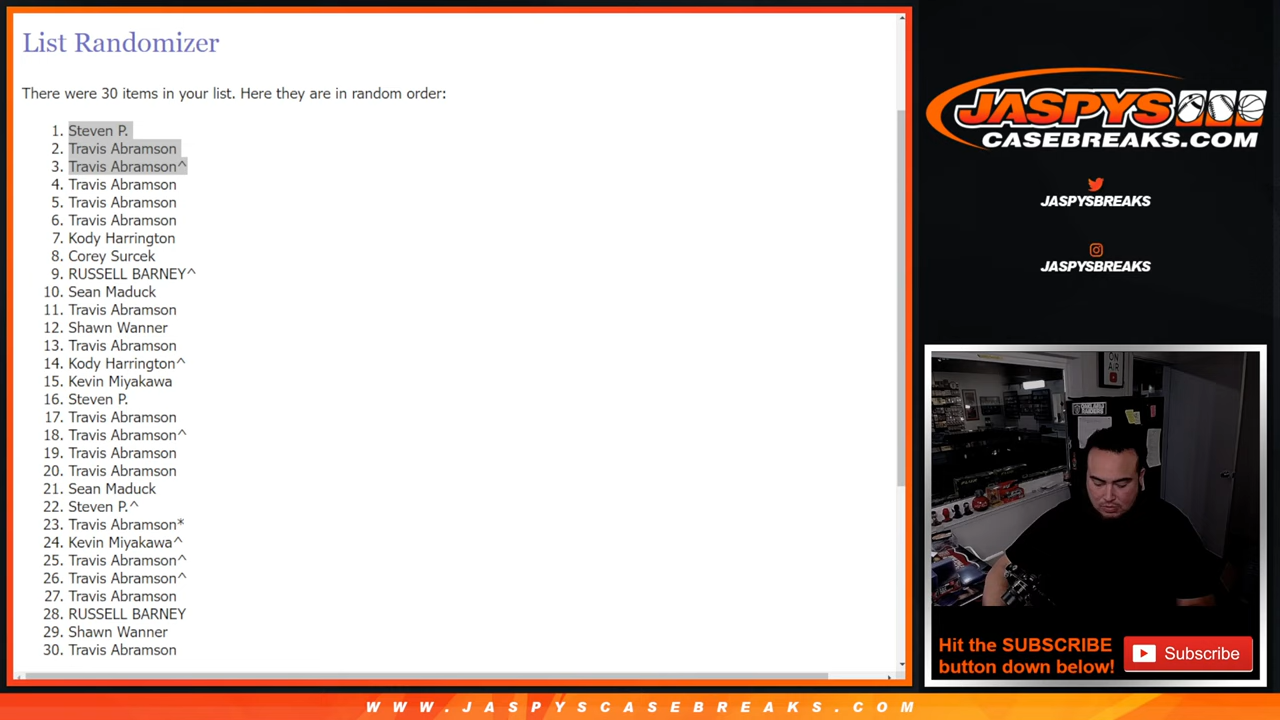 List Randomizer
There were 30 items in your list. Here they are in random order:
1. Steven P.
2. Travis Abramson
3. Travis Abramson^
4. Travis Abramson
5. Travis Abramson
6. Travis Abramson
7. Kody Harrington
8. Corey Surcek
9. RUSSELL BARNEY^
10. Sean Maduck
11. Travis Abramson
12. Shawn Wanner
13. Travis Abramson
14. Kody Harrington^
15. Kevin Miyakawa
16. Steven P.
17. Travis Abramson
18. Travis Abramson^
19. Travis Abramson
20. Travis Abramson
21. Sean Maduck
22. Steven P.^
23. Travis Abramson*
24. Kevin Miyakawa^
25. Travis Abramson^
26. Travis Abramson^
27. Travis Abramson
28. RUSSELL BARNEY
29. Shawn Wanner
30. Travis Abramson
JASPYS
CASEBREAKS.COM
JASPYSBREAKS
JASPYSBREAKS
ON
AIR
Hit the SUBSCRIBE
button down below!
Subscribe
WWW.JASPYSCASEBREAKS.COM